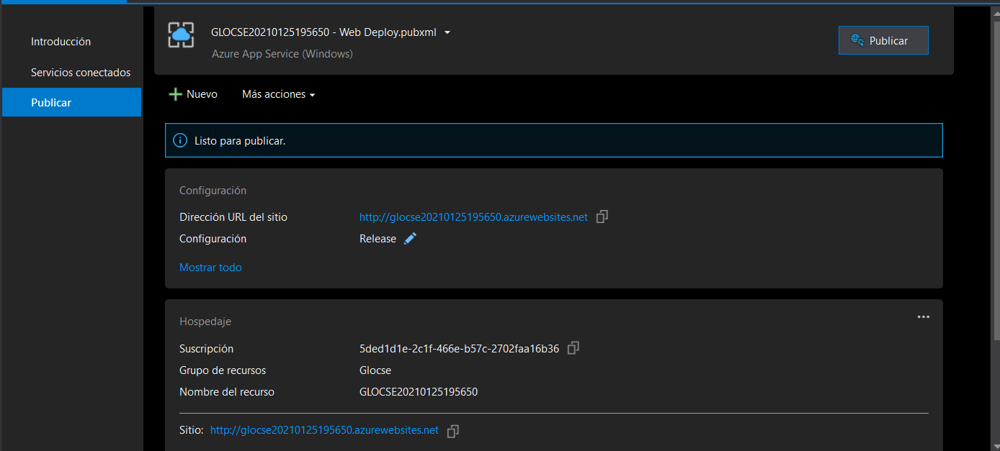 Introducción
Servicios conectados
Publicar
GLOCSE20210125195650 - Web Deploy.pubxml
Azure App Service (Windows)
Publicar
Nuevo Más acciones
Listo para publicar.
Configuración
Dirección URL del sitio http://glocse20210125195650.azurewebsites.net
Configuración Release
Mostrar todo
Hospedaje
Suscripción 5ded1d1e-2c1f-466e-b57c-2702faa16b36
Grupo de recursos Glocse
Nombre del recurso GLOCSE20210125195650
Sitio: http://glocse20210125195650.azurewebsites.net